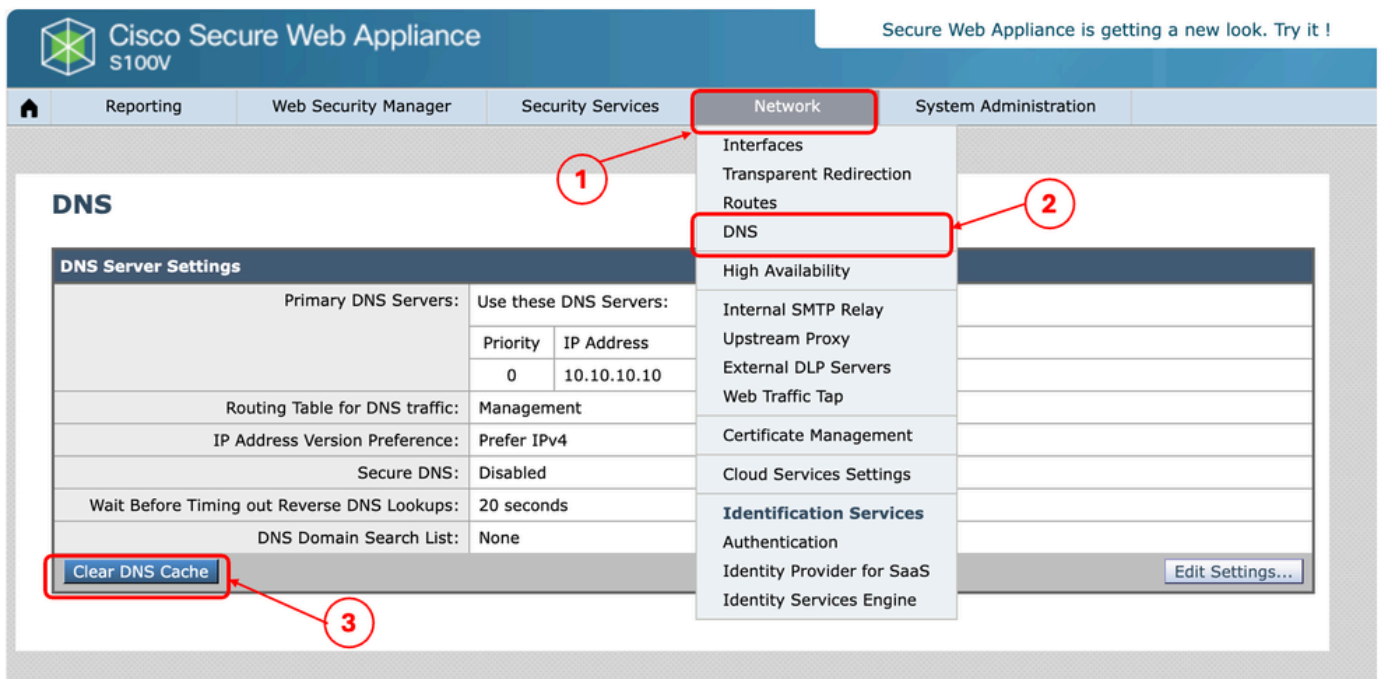 Cisco Secure Web Appliance
S100V
Secure Web Appliance is getting a new look. Try it !
Reporting
Web Security Manager
Security Services
Network
System Administration
1
Interfaces
Transparent Redirection
Routes
DNS
High Availability
Internal SMTP Relay
Upstream Proxy
External DLP Servers
Web Traffic Tap
Certificate Management
Cloud Services Settings
Identification Services
Authentication
Identity Provider for SaaS
Identity Services Engine
2
DNS
DNS Server Settings
Primary DNS Servers: Use these DNS Servers:
Priority IP Address
0 10.10.10.10
Routing Table for DNS traffic: Management
IP Address Version Preference: Prefer IPv4
Secure DNS: Disabled
Wait Before Timing out Reverse DNS Lookups: 20 seconds
DNS Domain Search List: None
Clear DNS Cache
Edit Settings...
3